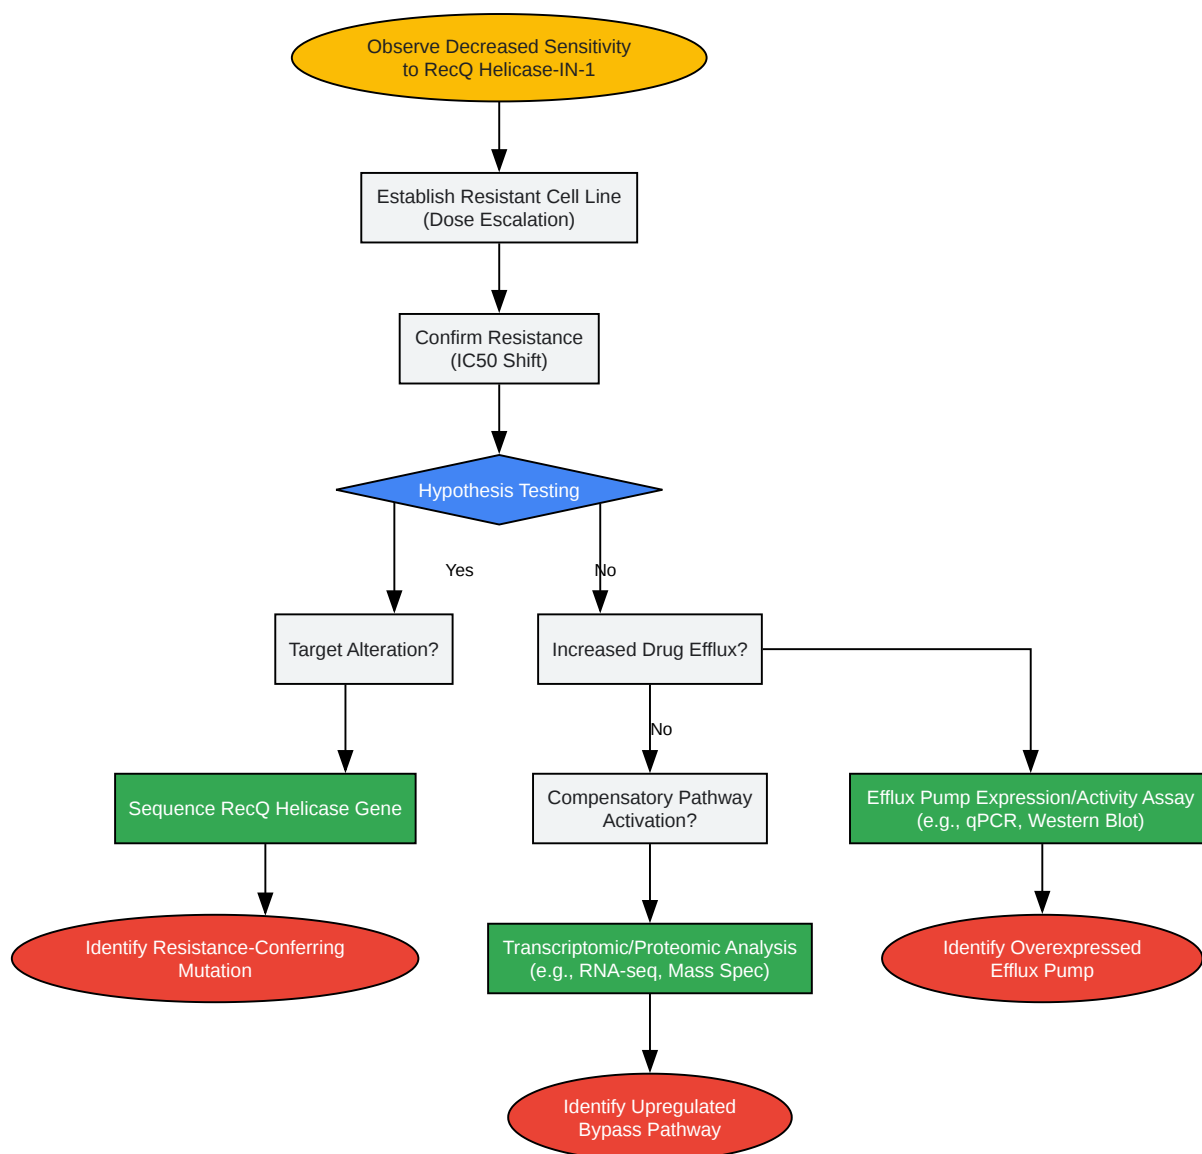 Observe Decreased Sensitivity
to RecQ Helicase-IN-1
Establish Resistant Cell Line
(Dose Escalation)
Confirm Resistance
(IC50 Shift)
Hypothesis Testing
Yes
No
Target Alteration?
Increased Drug Efflux?
No
Sequence RecQ Helicase Gene
Compensatory Pathway
Activation?
Efflux Pump Expression/Activity Assay
(e.g., qPCR, Western Blot)
Identify Resistance-Conferring
Mutation
Transcriptomic/Proteomic Analysis
(e.g., RNA-seq, Mass Spec)
Identify Overexpressed
Efflux Pump
Identify Upregulated
Bypass Pathway